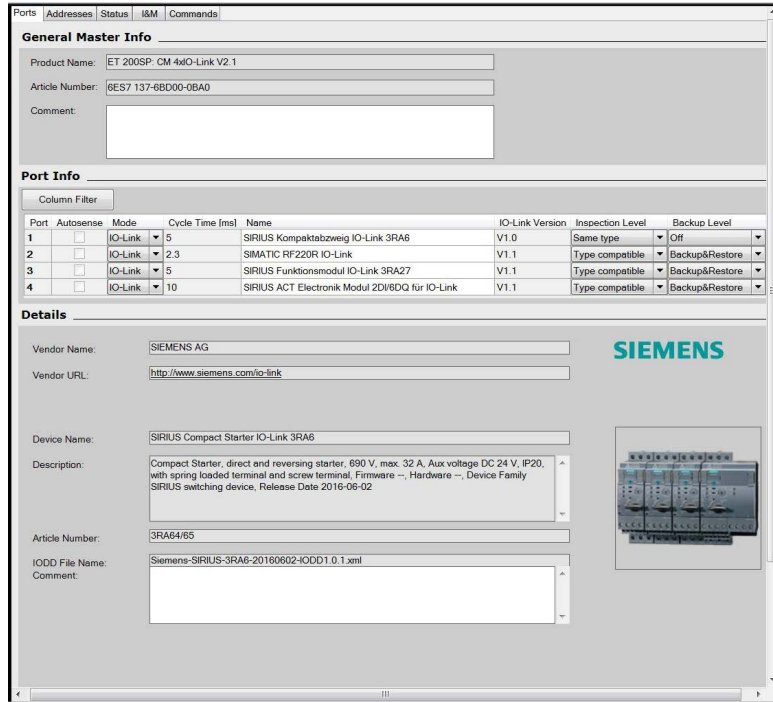 Ports Addresses Status I&M Commands
General Master Info
Product Name: ET 200SP: CM 4xIO-Link V2.1
Article Number: 6ES7 137-6BD00-0BA0
Comment:
Port Info
Column Filter
Port Autosense Mode Cycle Time [ms] Name IO-Link Version Inspection Level Backup Level
1 IO-Link 5 SIRIUS Kompaktabzweig IO-Link 3RA6 V1.0 Same type Off
2 IO-Link 2.3 SIMATIC RF220R IO-Link V1.1 Type compatible Backup&Restore
3 IO-Link 5 SIRIUS Funktionsmodul IO-Link 3RA27 V1.1 Type compatible Backup&Restore
4 IO-Link 10 SIRIUS ACT Electronik Modul 2DI/6DQ für IO-Link V1.1 Type compatible Backup&Restore
Details
Vendor Name: SIEMENS AG
SIEMENS
Vendor URL: http://www.siemens.com/io-link
Device Name: SIRIUS Compact Starter IO-Link 3RA6
Description: Compact Starter, direct and reversing starter, 690 V, max. 32 A, Aux voltage DC 24 V, IP20,
with spring loaded terminal and screw terminal, Firmware --, Hardware --, Device Family
SIRIUS switching device, Release Date 2016-06-02
Article Number: 3RA64/65
IODD File Name: Siemens-SIRIUS-3RA6-20160602-IODD1.0.1.xml
Comment: